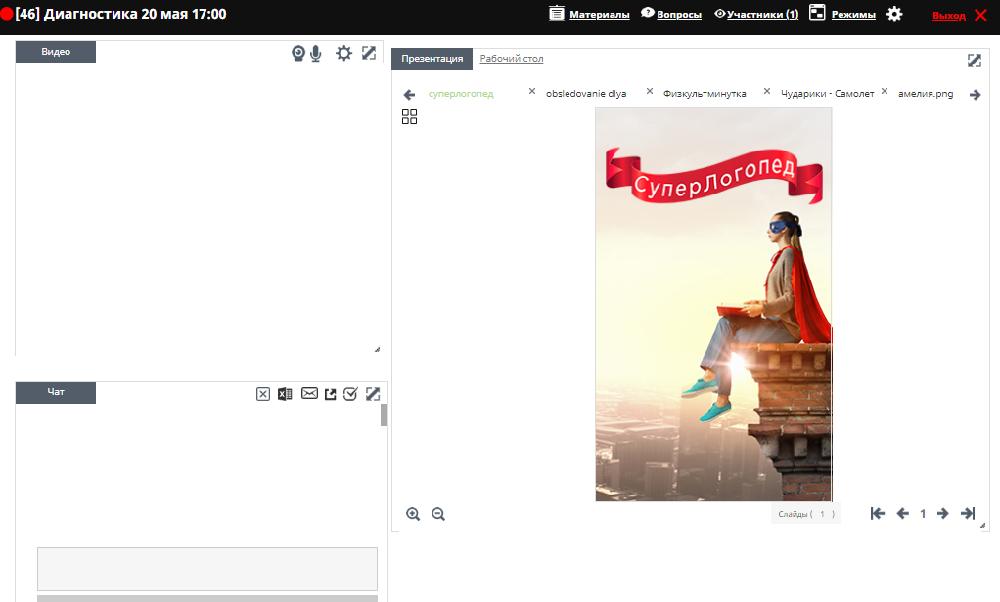 [46] Диагностика 20 мая 17:00
Материалы
Вопросы
Участники (1)
Режимы
Выход
Видео
Презентация
Рабочий стол
суперлогопед
obsledovanie dlya
Физкультминутка
Чударики - Самолет
амелия.png
СуперЛогопед
Чат
Слайды ( 1 )
1